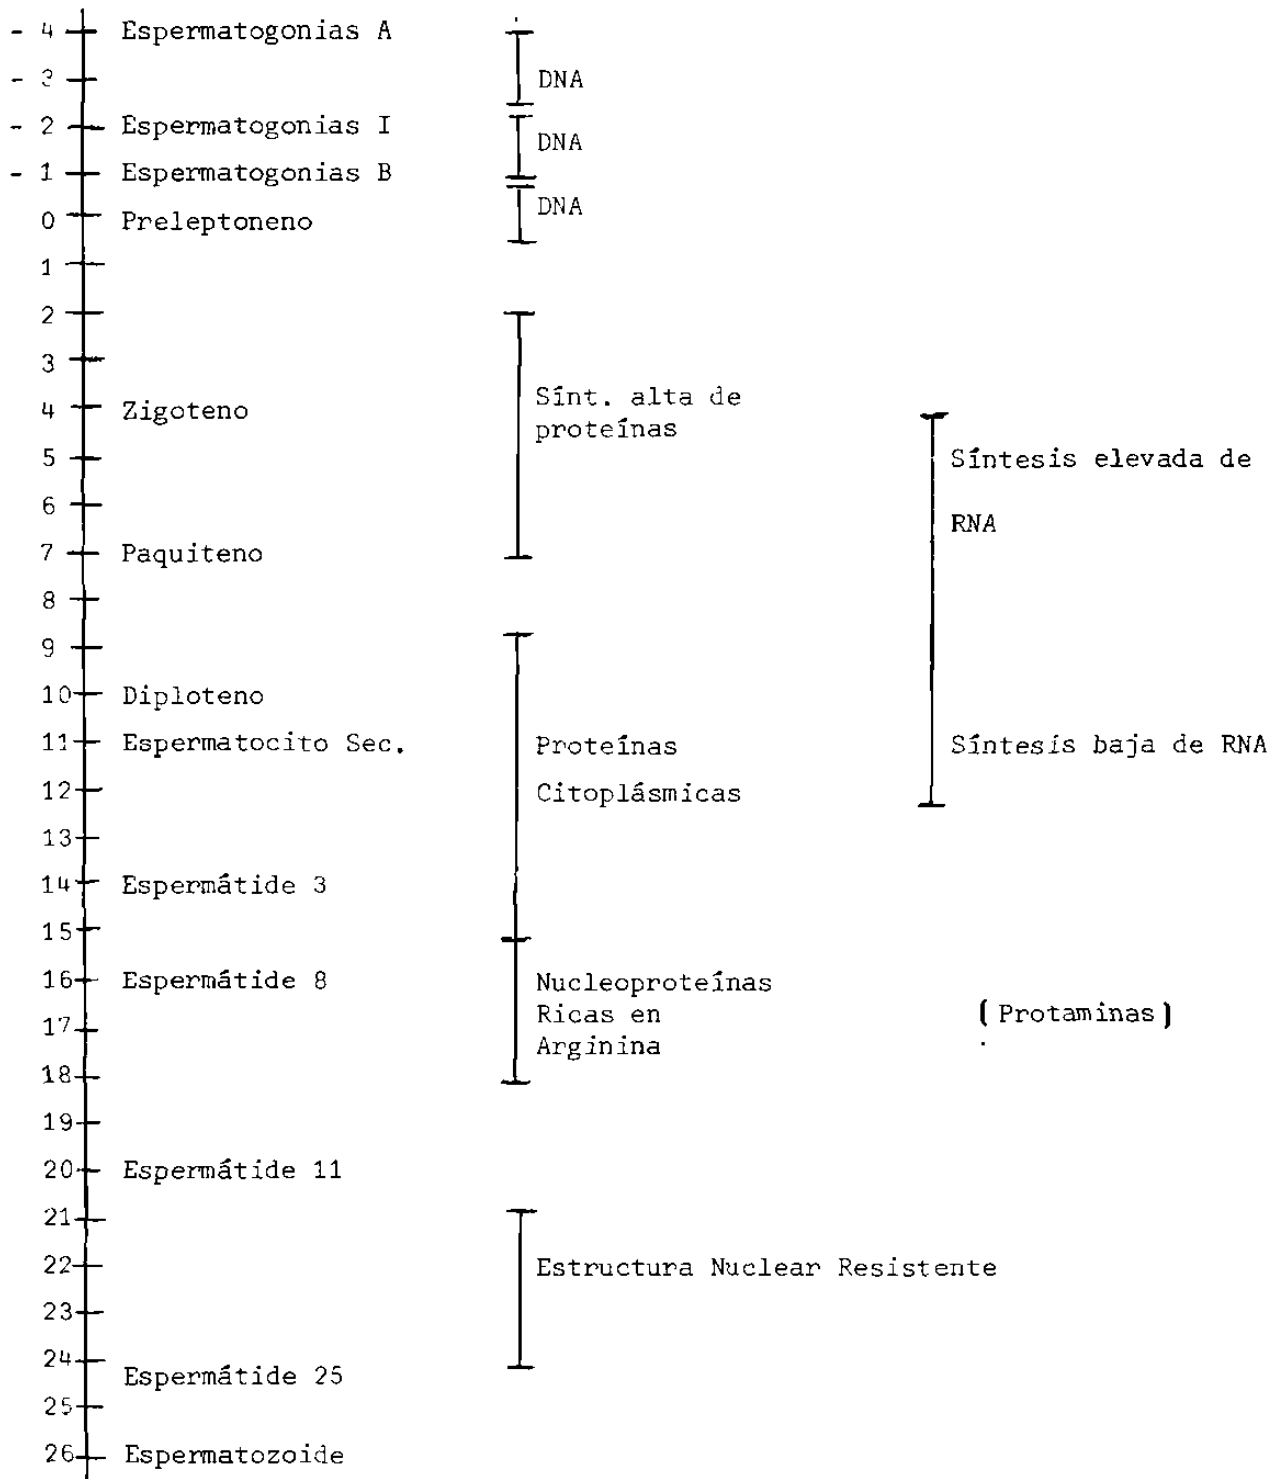 - 4 Espermatogonias A
- 3 DNA
- 2 Espermatogonias I
DNA
- 1 Espermatogonias B
DNA
0 Preleptoneno
1
2
3
4 Zigoteno Sínt. alta de
proteínas
5 Síntesis elevada de
6
RNA
7 Paquiteno
8
9
10 Diploteno
11 Espermatocito Sec. Proteínas Síntesis baja de RNA
12 Citoplásmicas
13
14 Espermátide 3
15
16 Espermátide 8 Nucleoproteínas
17 Ricas en (Protaminas)
Arginina
18
19
20 Espermátide 11
21
22 Estructura Nuclear Resistente
23
24
Espermátide 25
25
26 Espermatozoide